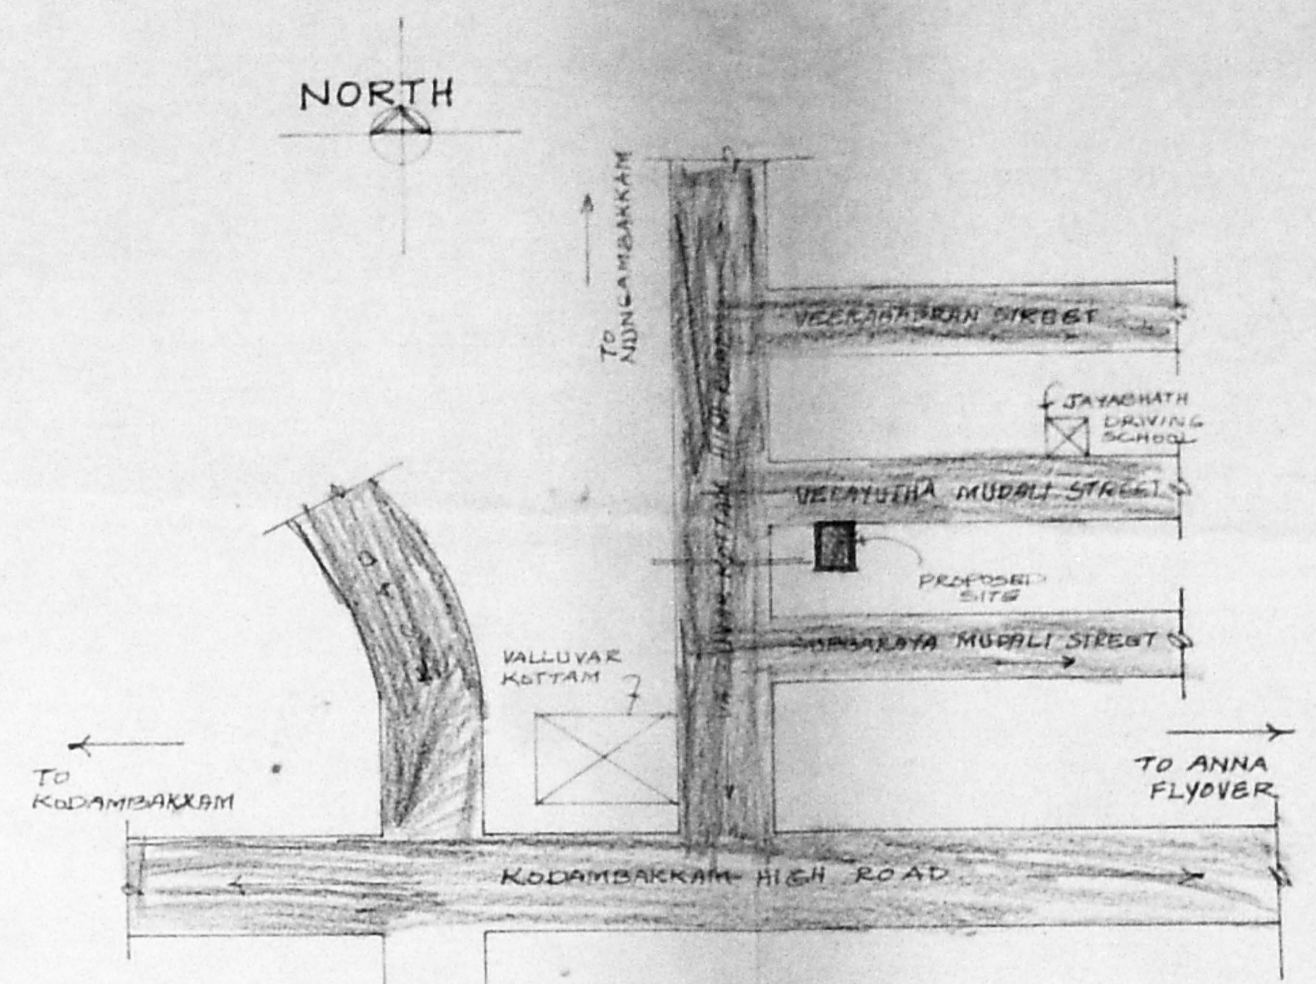 NORTH
TO
NUNGAMBAKKAM
VEERABABRAN STREET
JAYABHATH
DRIVING
SCHOOL
VELAYUTHA MUDALI STREET
PROPOSED
SITE
SUBBARAYA MUDALI STREET
VALLUVAR
KOTTAM
TO
KODAMBAKKAM
TO ANNA
FLYOVER
KODAMBAKKAM HIGH ROAD